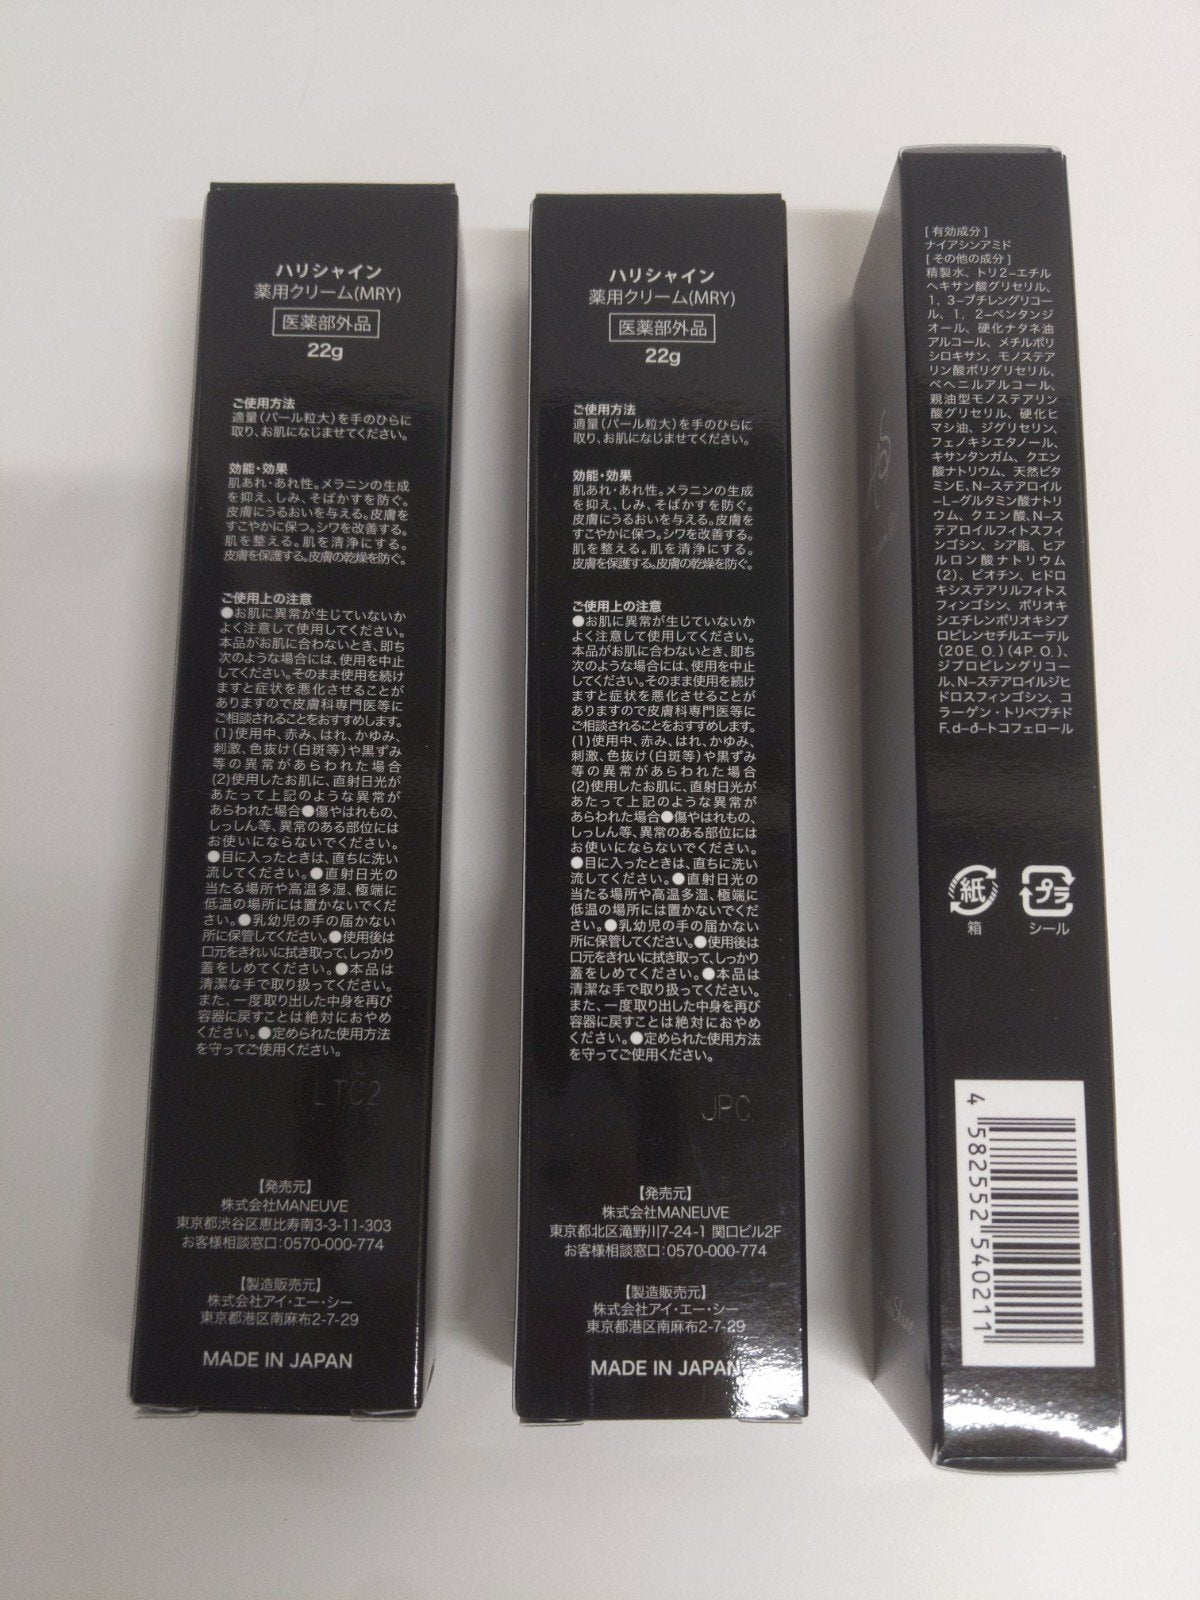 ハリシャイン
薬用クリーム(MRY)
医薬部外品
22g
ご使用方法
適量(パール粒大)を手のひらに
取り、お肌になじませてください。
効能・効果
肌あれ・あれ性。メラニンの生成
を抑え、しみ、そばかすを防ぐ。
皮膚にうるおいを与える。皮膚を
すこやかに保つ。シワを改善する。
肌を整える。肌を清浄にする。
皮膚を保護する。皮膚の乾燥を防ぐ。
ご使用上の注意
●お肌に異常が生じていないか
よく注意して使用してください。
本品がお肌に合わないとき、即ち
次のような場合には、使用を中止
してください。そのまま使用を続け
ますと症状を悪化させることが
ありますので皮膚科専門医等に
ご相談されることをおすすめします。
(1)使用中、赤み、はれ、かゆみ、
刺激、色抜け(白斑等)や黒ずみ
等の異常があらわれた場合
(2)使用したお肌に、直射日光が
あたって上記のような異常が
あらわれた場合●傷やはれもの、
しっしん等、異常のある部位には
お使いにならないでください。
●目に入ったときは、直ちに洗い
流してください。●直射日光の
当たる場所や高温多湿、極端に
低温の場所には置かないでくだ
さい。●乳幼児の手の届かない
所に保管してください。●使用後は
口元をきれいに拭き取って、しっかり
蓋をしめてください。●本品は
清潔な手で取り扱ってください。
また、一度取り出した中身を再び
容器に戻すことは絶対におやめ
ください。●定められた使用方法
を守ってご使用ください。
LTC2
【発売元】
株式会社MANEUVE
東京都渋谷区恵比寿南3-3-11-303
お客様相談窓口:0570-000-774
【製造販売元】
株式会社アイ・エー・シー
東京都港区南麻布2-7-29
MADE IN JAPAN
ハリシャイン
薬用クリーム(MRY)
医薬部外品
22g
ご使用方法
適量(パール粒大)を手のひらに
取り、お肌になじませてください。
効能・効果
肌あれ・あれ性。メラニンの生成
を抑え、しみ、そばかすを防ぐ。
皮膚にうるおいを与える。皮膚を
すこやかに保つ。シワを改善する。
肌を整える。肌を清浄にする。
皮膚を保護する。皮膚の乾燥を防ぐ。
ご使用上の注意
●お肌に異常が生じていないか
よく注意して使用してください。
本品がお肌に合わないとき、即ち
次のような場合には、使用を中止
してください。そのまま使用を続け
ますと症状を悪化させることが
ありますので皮膚科専門医等に
ご相談されることをおすすめします。
(1)使用中、赤み、はれ、かゆみ、
刺激、色抜け(白斑等)や黒ずみ
等の異常があらわれた場合
(2)使用したお肌に、直射日光が
あたって上記のような異常が
あらわれた場合●傷やはれもの、
しっしん等、異常のある部位には
お使いにならないでください。
●目に入ったときは、直ちに洗い
流してください。●直射日光の
当たる場所や高温多湿、極端に
低温の場所には置かないでくだ
さい。●乳幼児の手の届かない
所に保管してください。●使用後は
口元をきれいに拭き取って、しっかり
蓋をしめてください。●本品は
清潔な手で取り扱ってください。
また、一度取り出した中身を再び
容器に戻すことは絶対におやめ
ください。●定められた使用方法
を守ってご使用ください。
JPC
【発売元】
株式会社MANEUVE
東京都北区滝野川7-24-1 関口ビル2F
お客様相談窓口:0570-000-774
【製造販売元】
株式会社アイ・エー・シー
東京都港区南麻布2-7-29
MADE IN JAPAN
[有効成分]
ナイアシンアミド
[その他の成分]
精製水、トリ2-エチル
ヘキサン酸グリセリル、
1,3-ブチレングリコー
ル、1,2-ペンタンジ
オール、硬化ナタネ油
アルコール、メチルポリ
シロキサン、モノステア
リン酸ポリグリセリル、
ベヘニルアルコール、
親油型モノステアリン
酸グリセリル、硬化ヒ
マシ油、ジグリセリン、
フェノキシエタノール、
キサンタンガム、クエン
酸ナトリウム、天然ビタ
ミンE、N-ステアロイル
-L-グルタミン酸ナトリ
ウム、クエン酸、N-ス
テアロイルフィトスフィ
ンゴシン、シア脂、ヒア
ルロン酸ナトリウム
(2)、ビオチン、ヒドロ
キシステアリルフィトス
フィンゴシン、ポリオキ
シエチレンポリオキシプ
ロピレンセチルエーテル
(20E.O.)(4P.O.)、
ジプロピレングリコー
ル、N-ステアロイルジヒ
ドロスフィンゴシン、コ
ラーゲン・トリペプチド
F、d-δ-トコフェロール
紙
箱
プラ
シール
4 582552 540211